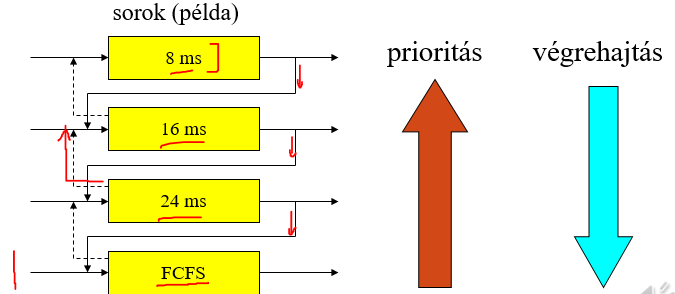 sorok (példa)
8 ms
16 ms
24 ms
FCFS
prioritás
végrehajtás